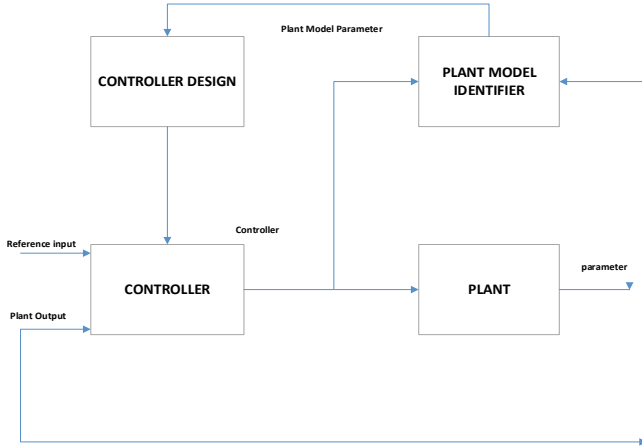 Plant Model Parameter
CONTROLLER DESIGN
PLANT MODEL
IDENTIFIER
Controller
Reference input
parameter
CONTROLLER
PLANT
Plant Output